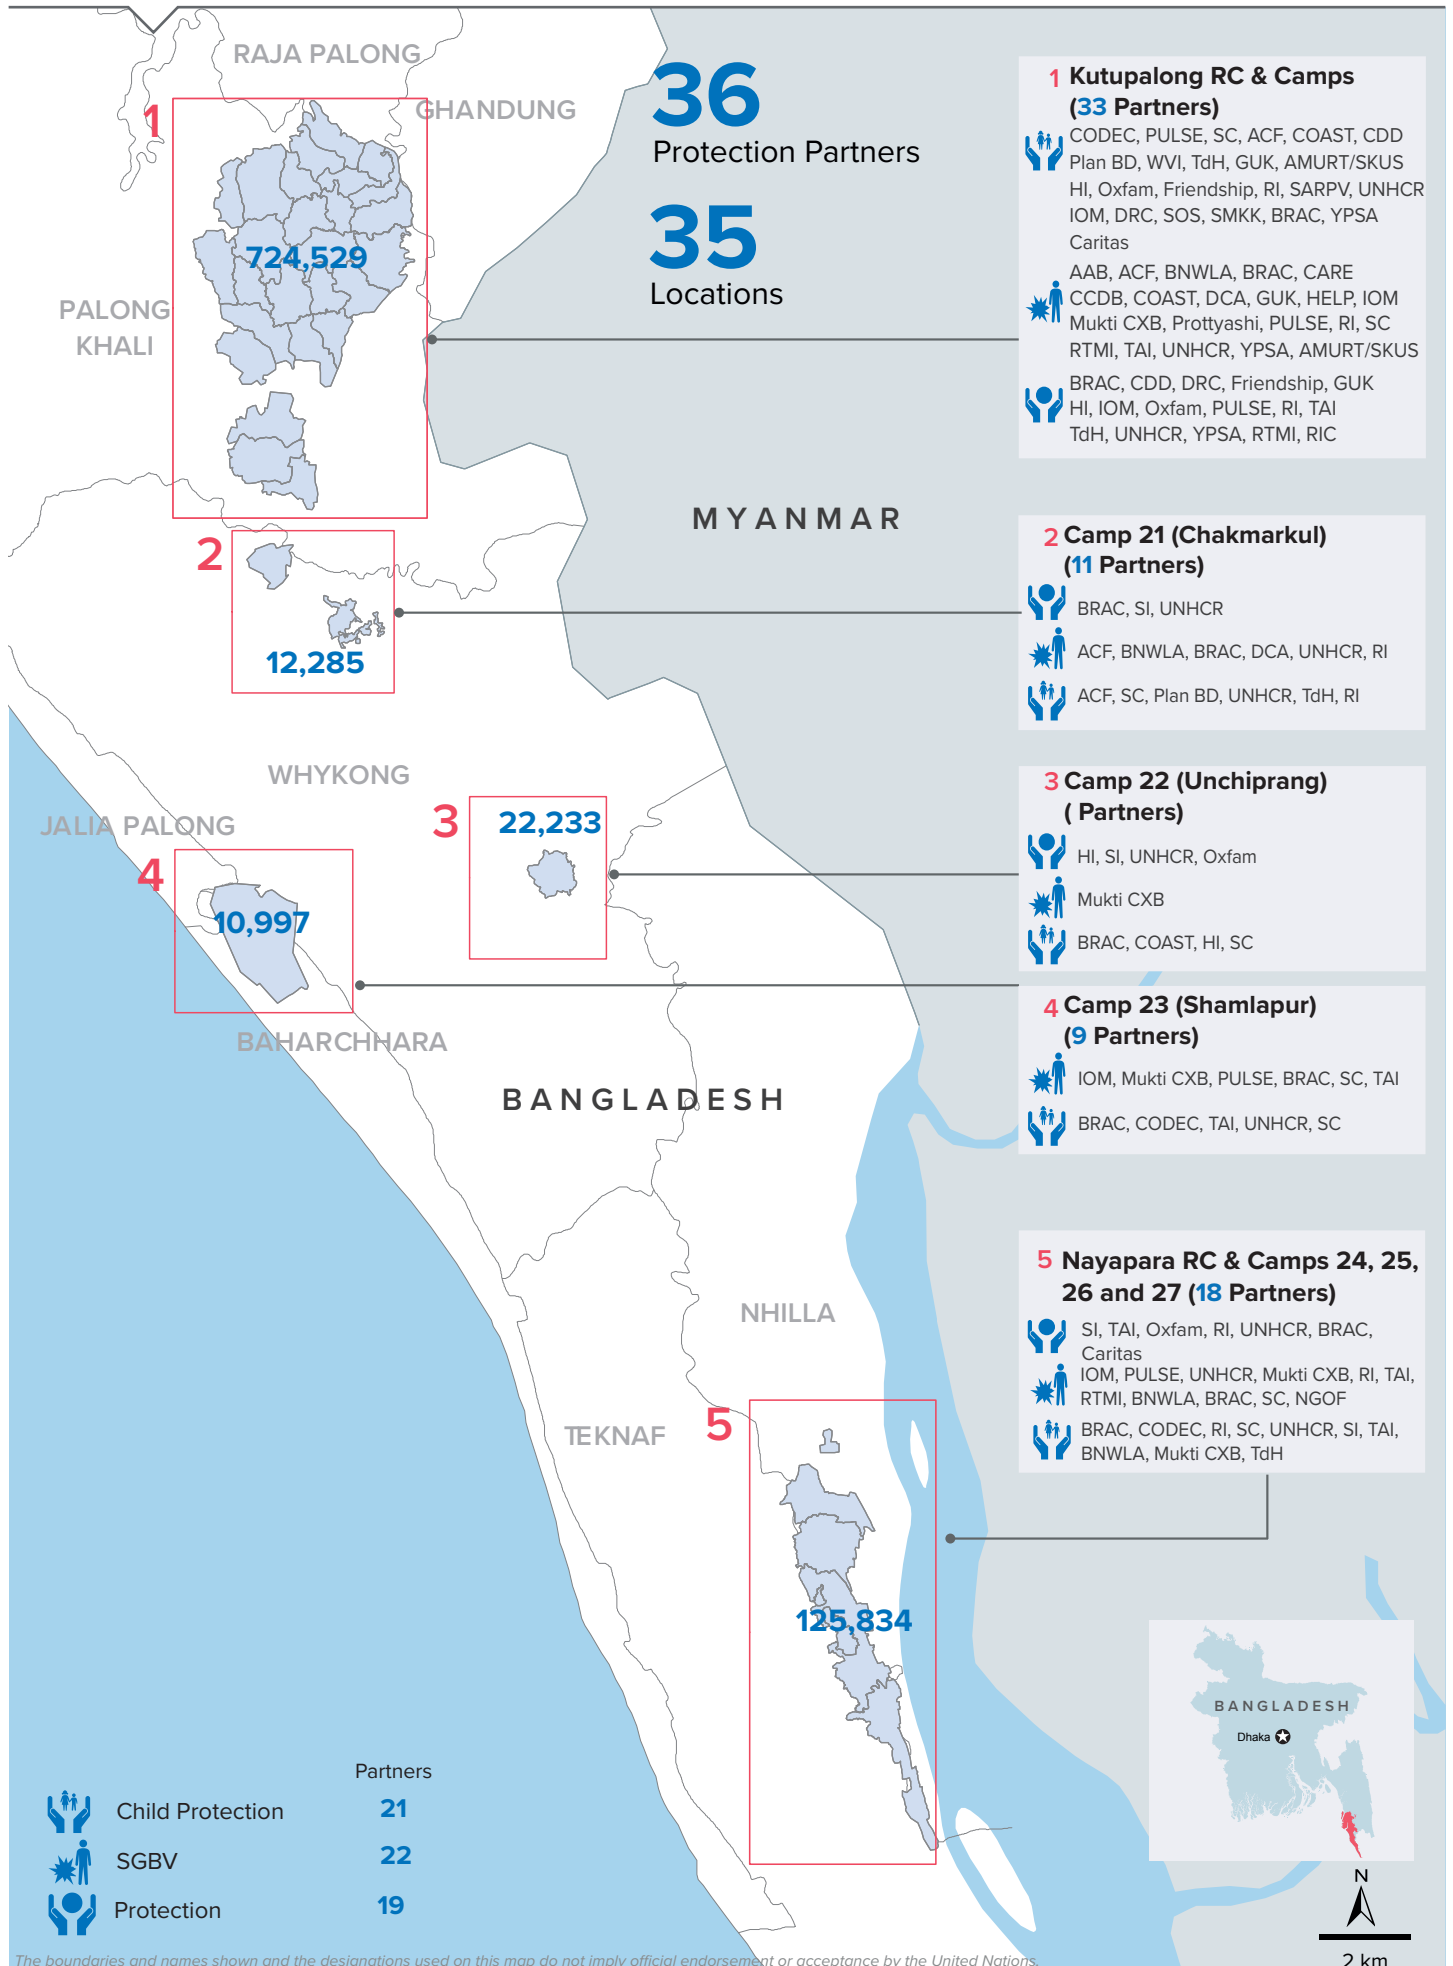 RAJA PALONG
GHANDUNG
1
724,529
PALONG
KHALI
36
Protection Partners
35
Locations
1 Kutupalong RC & Camps
(33 Partners)
CODEC, PULSE, SC, ACF, COAST, CDD
Plan BD, WVI, TdH, GUK, AMURT/SKUS
HI, Oxfam, Friendship, RI, SARPV, UNHCR
IOM, DRC, SOS, SMKK, BRAC, YPSA
Caritas
AAB, ACF, BNWLA, BRAC, CARE
CCDB, COAST, DCA, GUK, HELP, IOM
Mukti CXB, Prottyashi, PULSE, RI, SC
RTMI, TAI, UNHCR, YPSA, AMURT/SKUS
BRAC, CDD, DRC, Friendship, GUK
HI, IOM, Oxfam, PULSE, RI, TAI
TdH, UNHCR, YPSA, RTMI, RIC
MYANMAR
2
12,285
2 Camp 21 (Chakmarkul)
(11 Partners)
BRAC, SI, UNHCR
ACF, BNWLA, BRAC, DCA, UNHCR, RI
ACF, SC, Plan BD, UNHCR, TdH, RI
WHYKONG
JALIA PALONG
3
22,233
3 Camp 22 (Unchiprang)
( Partners)
HI, SI, UNHCR, Oxfam
Mukti CXB
BRAC, COAST, HI, SC
4
10,997
BAHARCHHARA
4 Camp 23 (Shamlapur)
(9 Partners)
IOM, Mukti CXB, PULSE, BRAC, SC, TAI
BRAC, CODEC, TAI, UNHCR, SC
BANGLADESH
NHILLA
TEKNAF
5
125,834
5 Nayapara RC & Camps 24, 25,
26 and 27 (18 Partners)
SI, TAI, Oxfam, RI, UNHCR, BRAC,
Caritas
IOM, PULSE, UNHCR, Mukti CXB, RI, TAI,
RTMI, BNWLA, BRAC, SC, NGOF
BRAC, CODEC, RI, SC, UNHCR, SI, TAI,
BNWLA, Mukti CXB, TdH
BANGLADESH
Dhaka
Partners
Child Protection 21
SGBV 22
Protection 19
N
2 km
The boundaries and names shown and the designations used on this map do not imply official endorsement or acceptance by the United Nations.